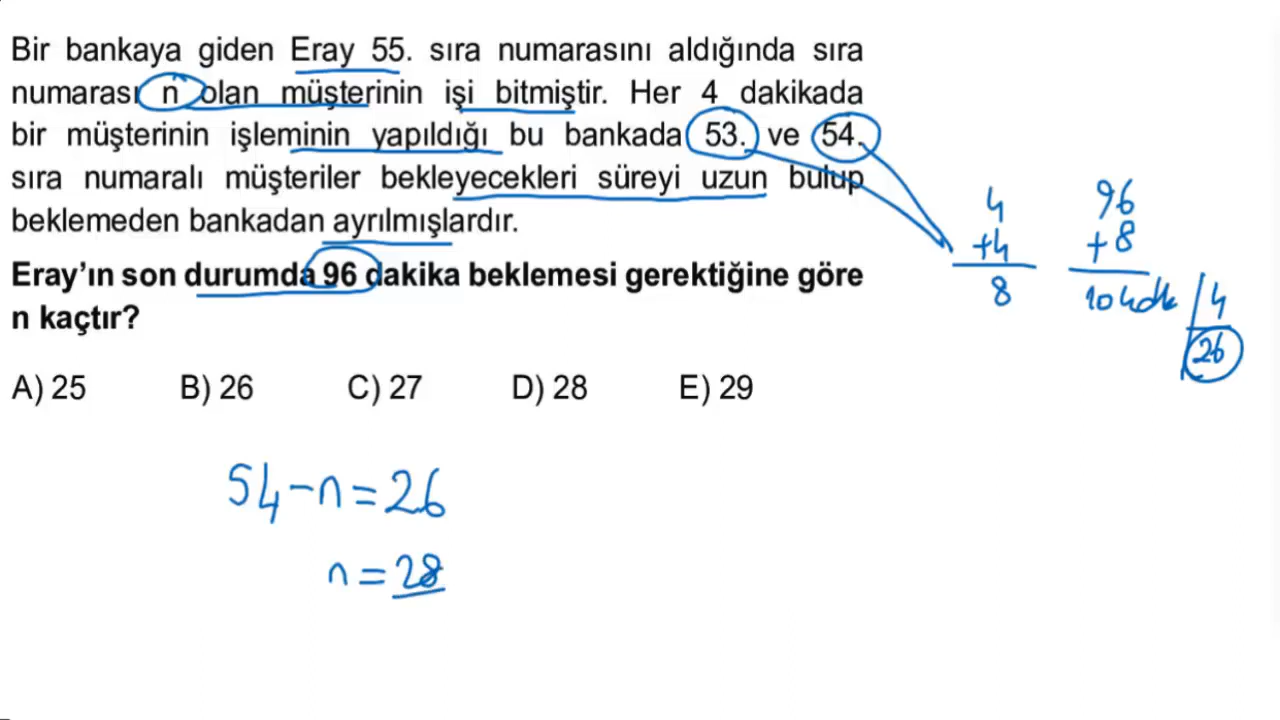 Bir bankaya giden Eray 55. sıra numarasını aldığında sıra
numarası n olan müşterinin işi bitmiştir. Her 4 dakikada
bir müşterinin işleminin yapıldığı bu bankada 53. ve 54.
sıra numaralı müşteriler bekleyecekleri süreyi uzun bulup
beklemeden bankadan ayrılmışlardır.
Eray’ın son durumda 96 dakika beklemesi gerektiğine göre
n kaçtır?
A) 25 B) 26 C) 27 D) 28 E) 29
4
+4
8
96
+8
104dk 4
26
54-n=26
n=28